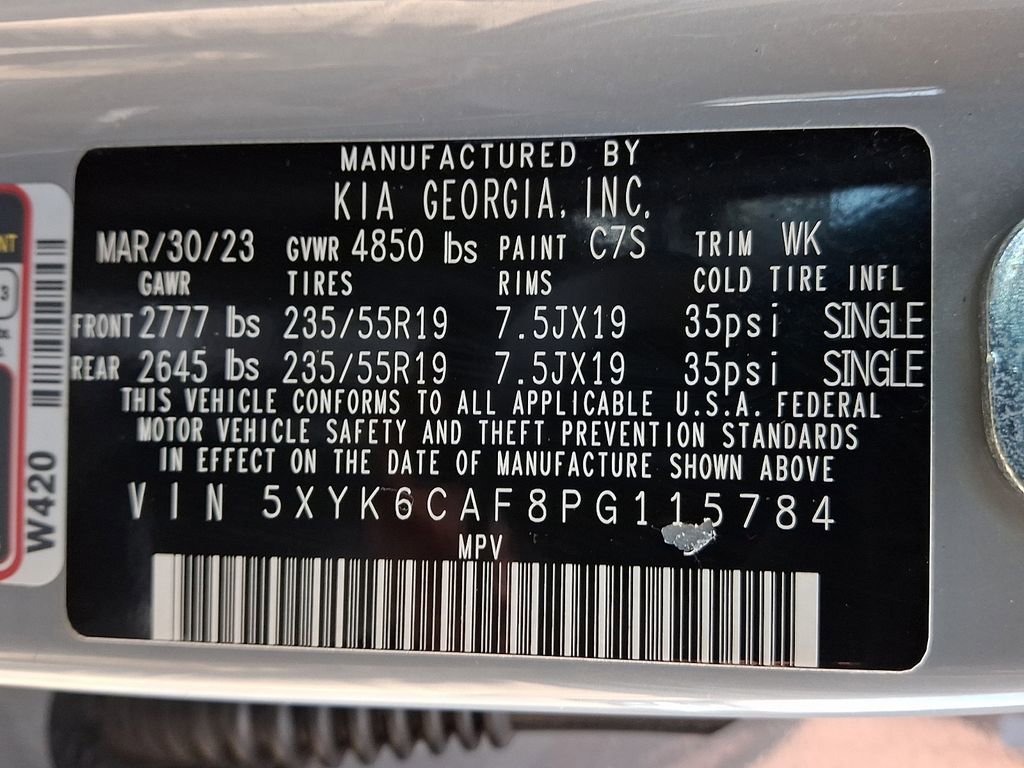 MANUFACTURED BY
KIA GEORGIA, INC.
MAR/30/23 GVWR 4850 lbs PAINT C7S TRIM WK
GAWR TIRES RIMS COLD TIRE INFL
FRONT 2777 lbs 235/55R19 7.5JX19 35psi SINGLE
REAR 2645 lbs 235/55R19 7.5JX19 35psi SINGLE
THIS VEHICLE CONFORMS TO ALL APPLICABLE U.S.A. FEDERAL
MOTOR VEHICLE SAFETY AND THEFT PREVENTION STANDARDS
IN EFFECT ON THE DATE OF MANUFACTURE SHOWN ABOVE
VIN 5XYK6CAF8PG115784
MPV
W420